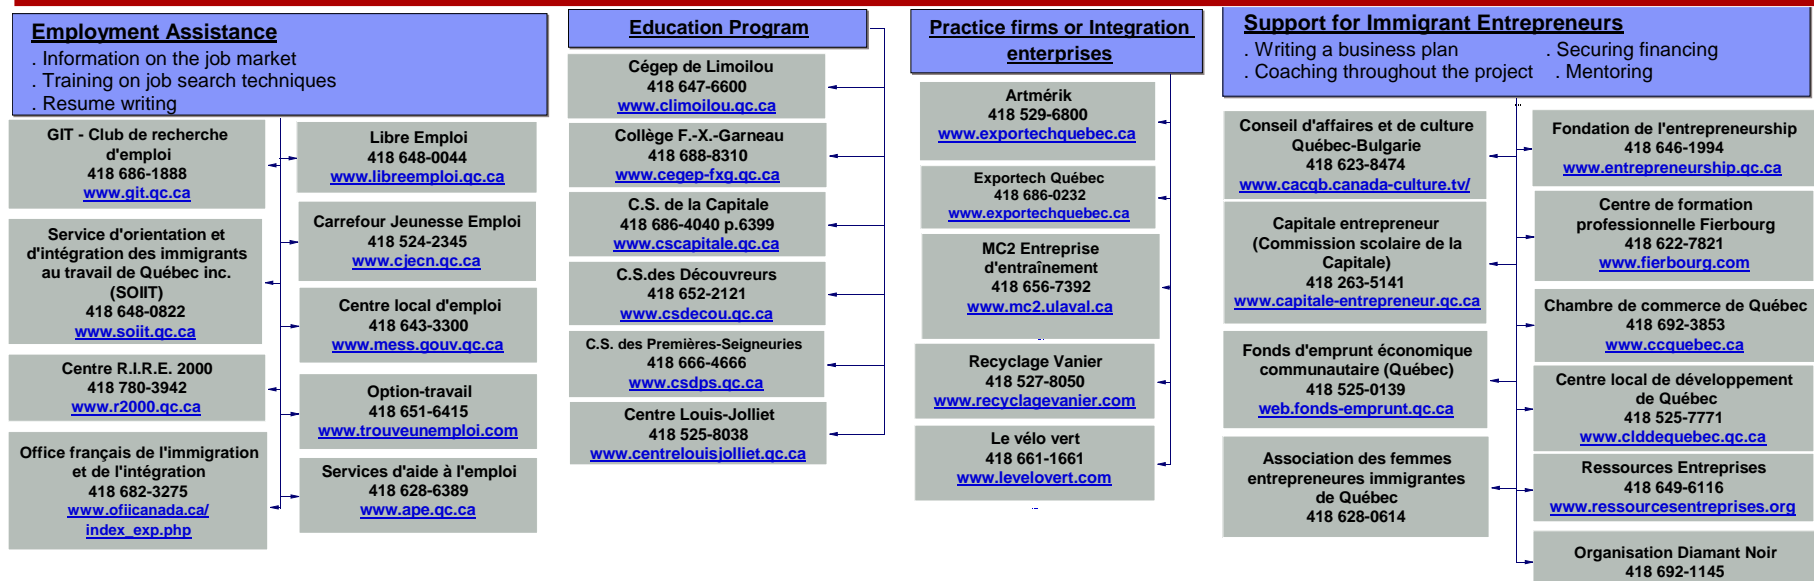 Employment Assistance
. Information on the job market
. Training on job search techniques
. Resume writing
GIT - Club de recherche
d'emploi
418 686-1888
www.git.qc.ca
Service d'orientation et
d'intégration des immigrants
au travail de Québec inc.
(SOIIT)
418 648-0822
www.soiit.qc.ca
Centre R.I.R.E. 2000
418 780-3942
www.r2000.qc.ca
Office français de l'immigration
et de l'intégration
418 682-3275
www.ofiicanada.ca/
index_exp.php
Libre Emploi
418 648-0044
www.libreemploi.qc.ca
Carrefour Jeunesse Emploi
418 524-2345
www.cjecn.qc.ca
Centre local d'emploi
418 643-3300
www.mess.gouv.qc.ca
Option-travail
418 651-6415
www.trouveunemploi.com
Services d'aide à l'emploi
418 628-6389
www.ape.qc.ca
Education Program
Cégep de Limoilou
418 647-6600
www.climoilou.qc.ca
Collège F.-X.-Garneau
418 688-8310
www.cegep-fxg.qc.ca
C.S. de la Capitale
418 686-4040 p.6399
www.cscapitale.qc.ca
C.S.des Découvreurs
418 652-2121
www.csdecou.qc.ca
C.S. des Premières-Seigneuries
418 666-4666
www.csdps.qc.ca
Centre Louis-Jolliet
418 525-8038
www.centrelouisjolliet.qc.ca
Practice firms or Integration
enterprises
Artmérik
418 529-6800
www.exportechquebec.ca
Exportech Québec
418 686-0232
www.exportechquebec.ca
MC2 Entreprise
d'entraînement
418 656-7392
www.mc2.ulaval.ca
Recyclage Vanier
418 527-8050
www.recyclagevanier.com
Le vélo vert
418 661-1661
www.levelovert.com
Support for Immigrant Entrepreneurs
. Writing a business plan . Securing financing
. Coaching throughout the project . Mentoring
Conseil d'affaires et de culture
Québec-Bulgarie
418 623-8474
www.cacqb.canada-culture.tv/
Capitale entrepreneur
(Commission scolaire de la
Capitale)
418 263-5141
www.capitale-entrepreneur.qc.ca
Fonds d'emprunt économique
communautaire (Québec)
418 525-0139
web.fonds-emprunt.qc.ca
Association des femmes
entrepreneures immigrantes
de Québec
418 628-0614
Fondation de l'entrepreneurship
418 646-1994
www.entrepreneurship.qc.ca
Centre de formation
professionnelle Fierbourg
418 622-7821
www.fierbourg.com
Chambre de commerce de Québec
418 692-3853
www.ccquebec.ca
Centre local de développement
de Québec
418 525-7771
www.clddequebec.qc.ca
Ressources Entreprises
418 649-6116
www.ressourcesentreprises.org
Organisation Diamant Noir
418 692-1145